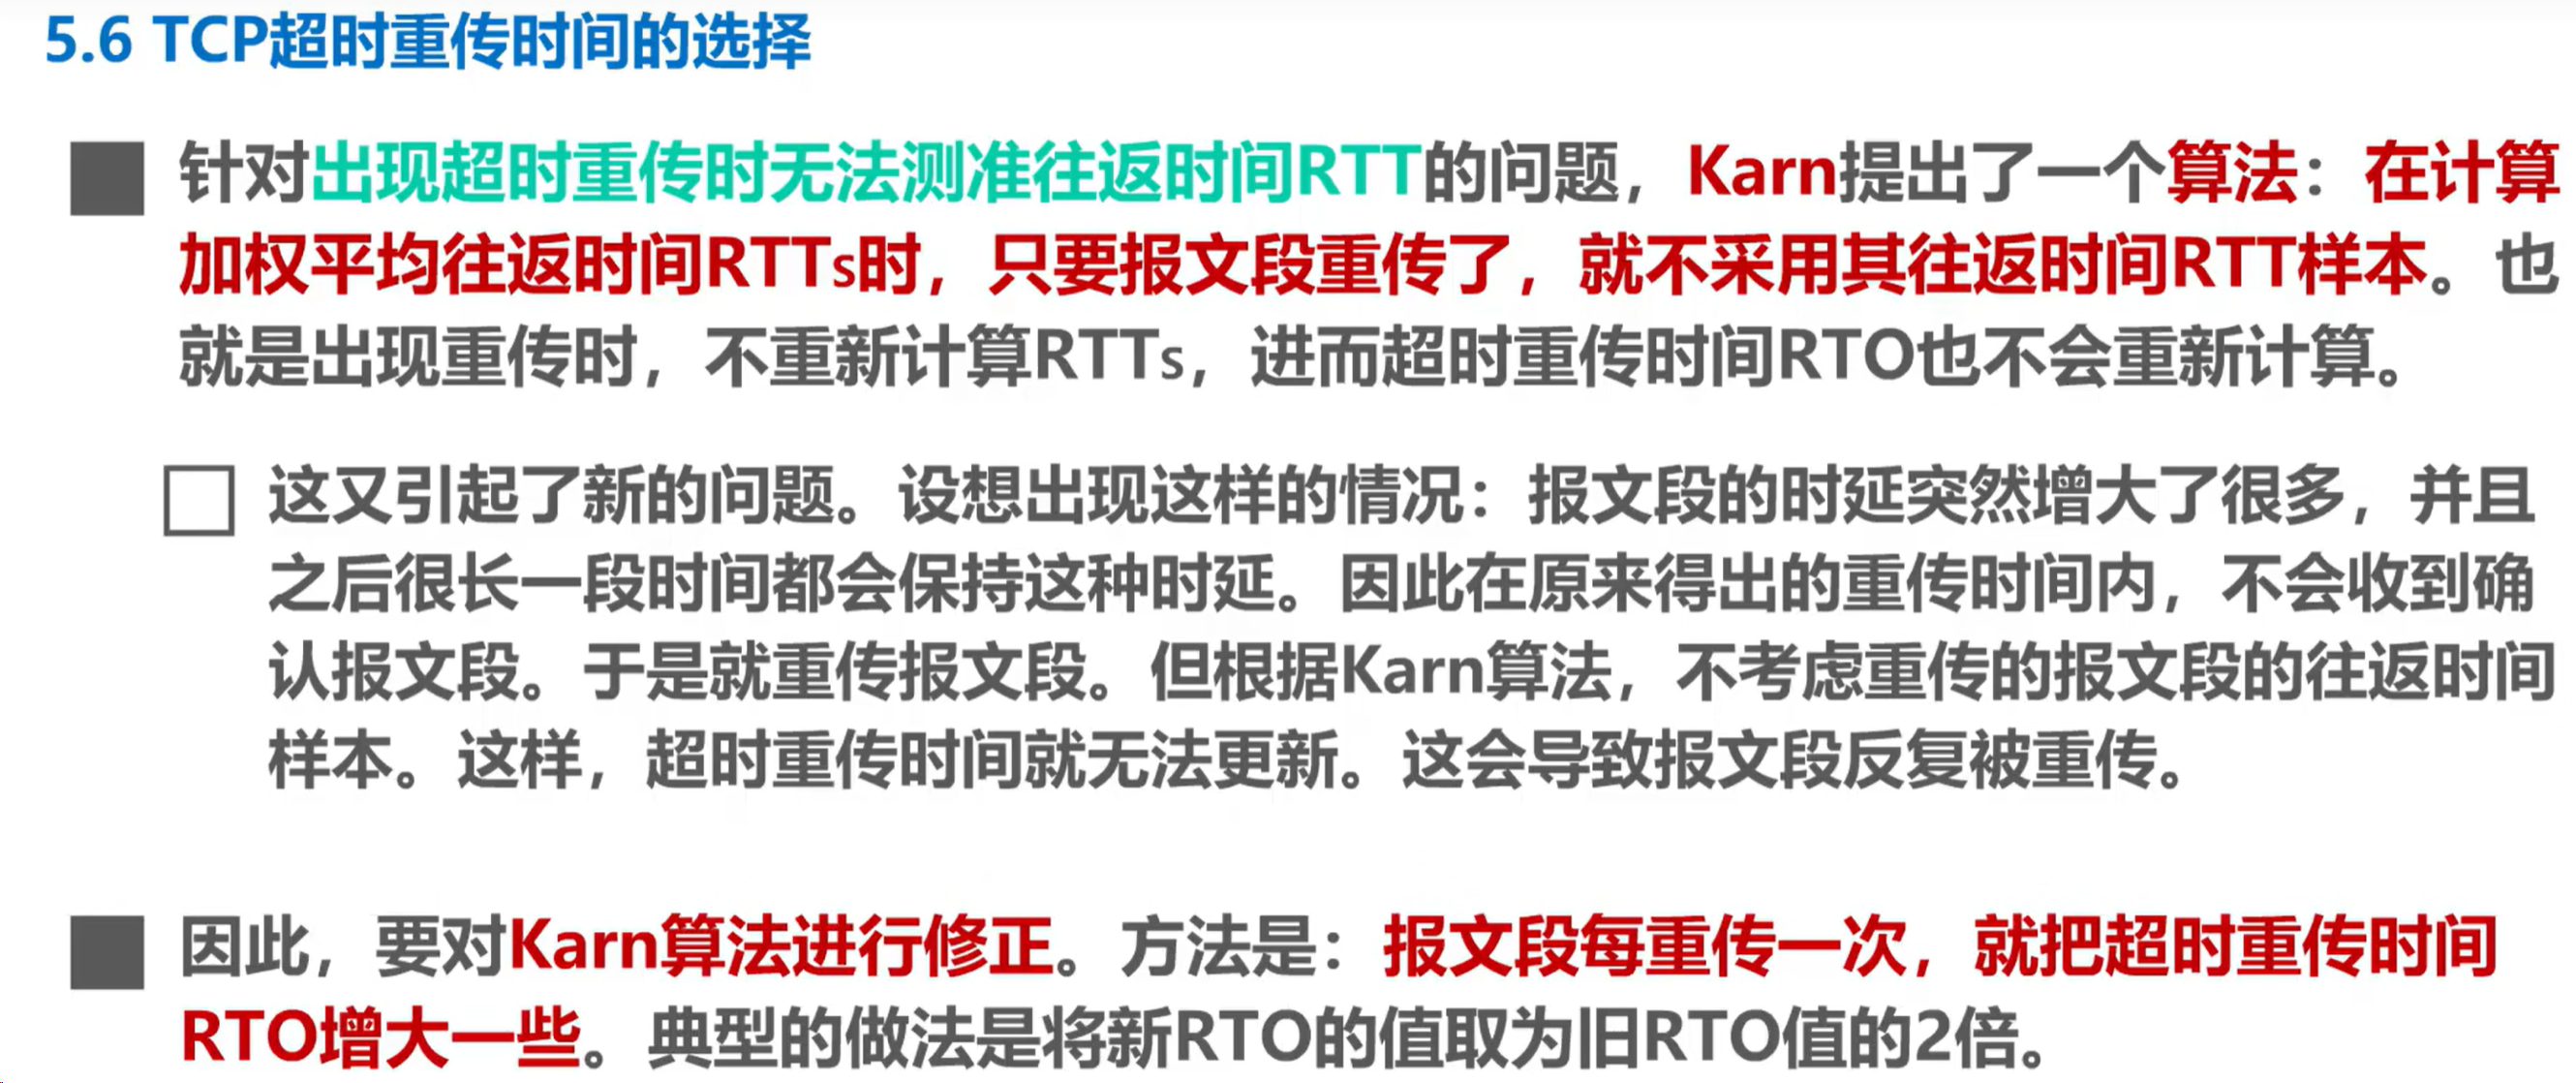 5.6 TCP超时重传时间的选择
针对出现超时重传时无法测准往返时间RTT的问题，Karn提出了一个算法：在计算
加权平均往返时间RTTs时，只要报文段重传了，就不采用其往返时间RTT样本。也
就是出现重传时，不重新计算RTTs，进而超时重传时间RTO也不会重新计算。
这又引起了新的问题。设想出现这样的情况：报文段的时延突然增大了很多，并且
之后很长一段时间都会保持这种时延。因此在原来得出的重传时间内，不会收到确
认报文段。于是就重传报文段。但根据Karn算法，不考虑重传的报文段的往返时间
样本。这样，超时重传时间就无法更新。这会导致报文段反复被重传。
因此，要对Karn算法进行修正。方法是：报文段每重传一次，就把超时重传时间
RTO增大一些。典型的做法是将新RTO的值取为旧RTO值的2倍。